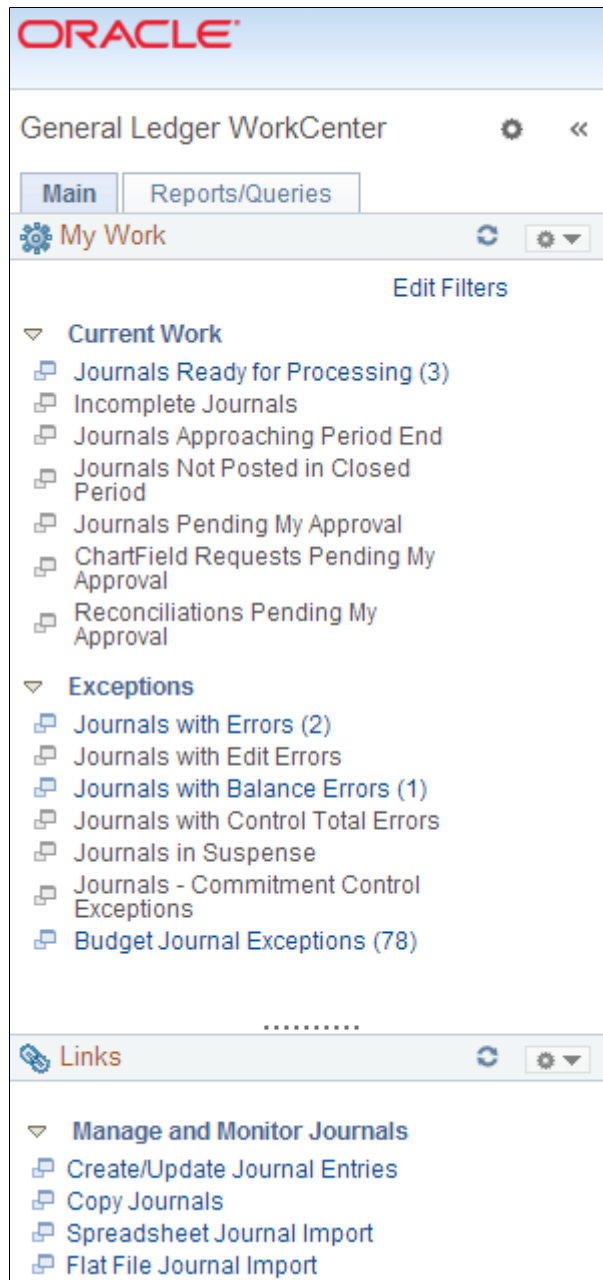 ORACLE
General Ledger WorkCenter
Main Reports/Queries
My Work
Edit Filters
Current Work
Journals Ready for Processing (3)
Incomplete Journals
Journals Approaching Period End
Journals Not Posted in Closed
Period
Journals Pending My Approval
ChartField Requests Pending My
Approval
Reconciliations Pending My
Approval
Exceptions
Journals with Errors (2)
Journals with Edit Errors
Journals with Balance Errors (1)
Journals with Control Total Errors
Journals in Suspense
Journals - Commitment Control
Exceptions
Budget Journal Exceptions (78)
Links
Manage and Monitor Journals
Create/Update Journal Entries
Copy Journals
Spreadsheet Journal Import
Flat File Journal Import